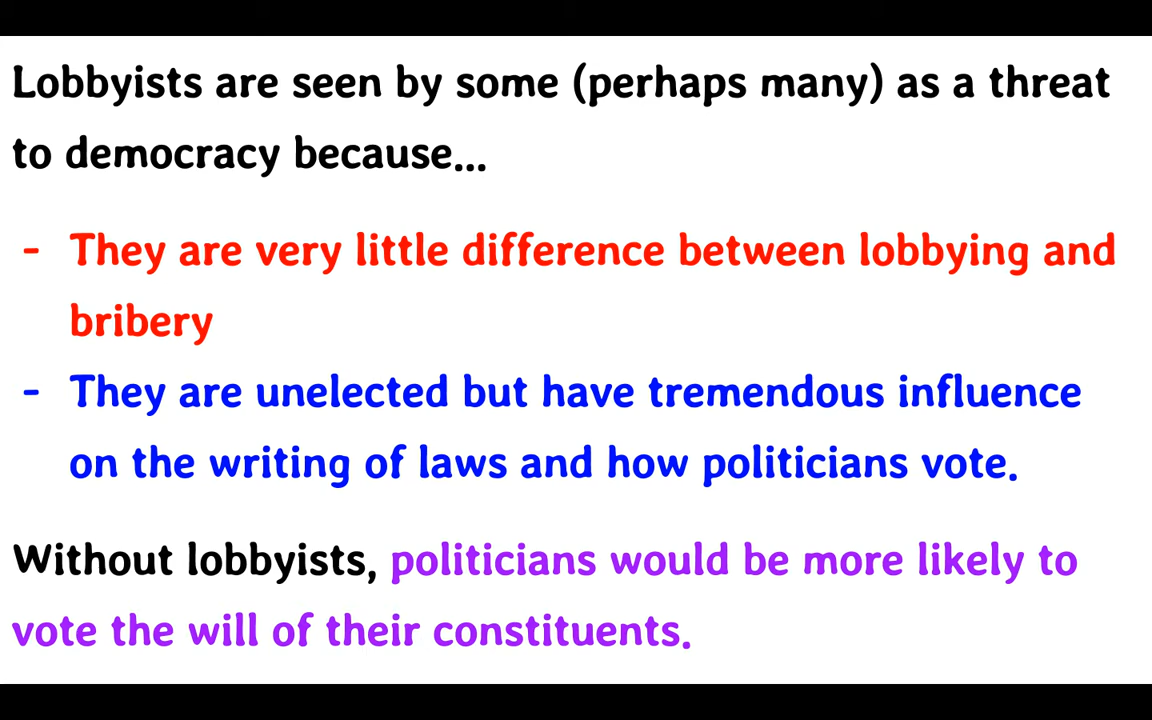 Lobbyists are seen by some (perhaps many) as a threat
to democracy because...
- They are very little difference between lobbying and
bribery
- They are unelected but have tremendous influence
on the writing of laws and how politicians vote.
Without lobbyists, politicians would be more likely to
vote the will of their constituents.